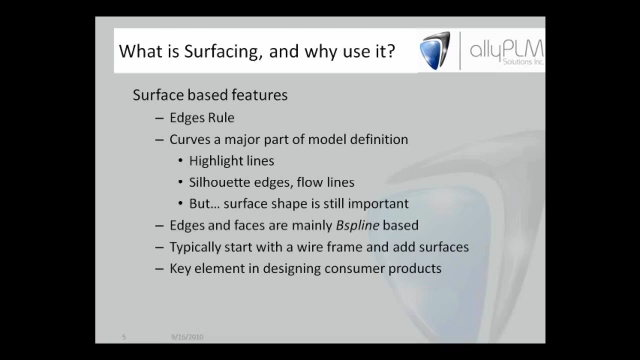 What is Surfacing, and why use it?
allyPLM
Solutions Inc.
Surface based features
– Edges Rule
– Curves a major part of model definition
• Highlight lines
• Silhouette edges, flow lines
• But... surface shape is still important
– Edges and faces are mainly Bspline based
– Typically start with a wire frame and add surfaces
– Key element in designing consumer products
5